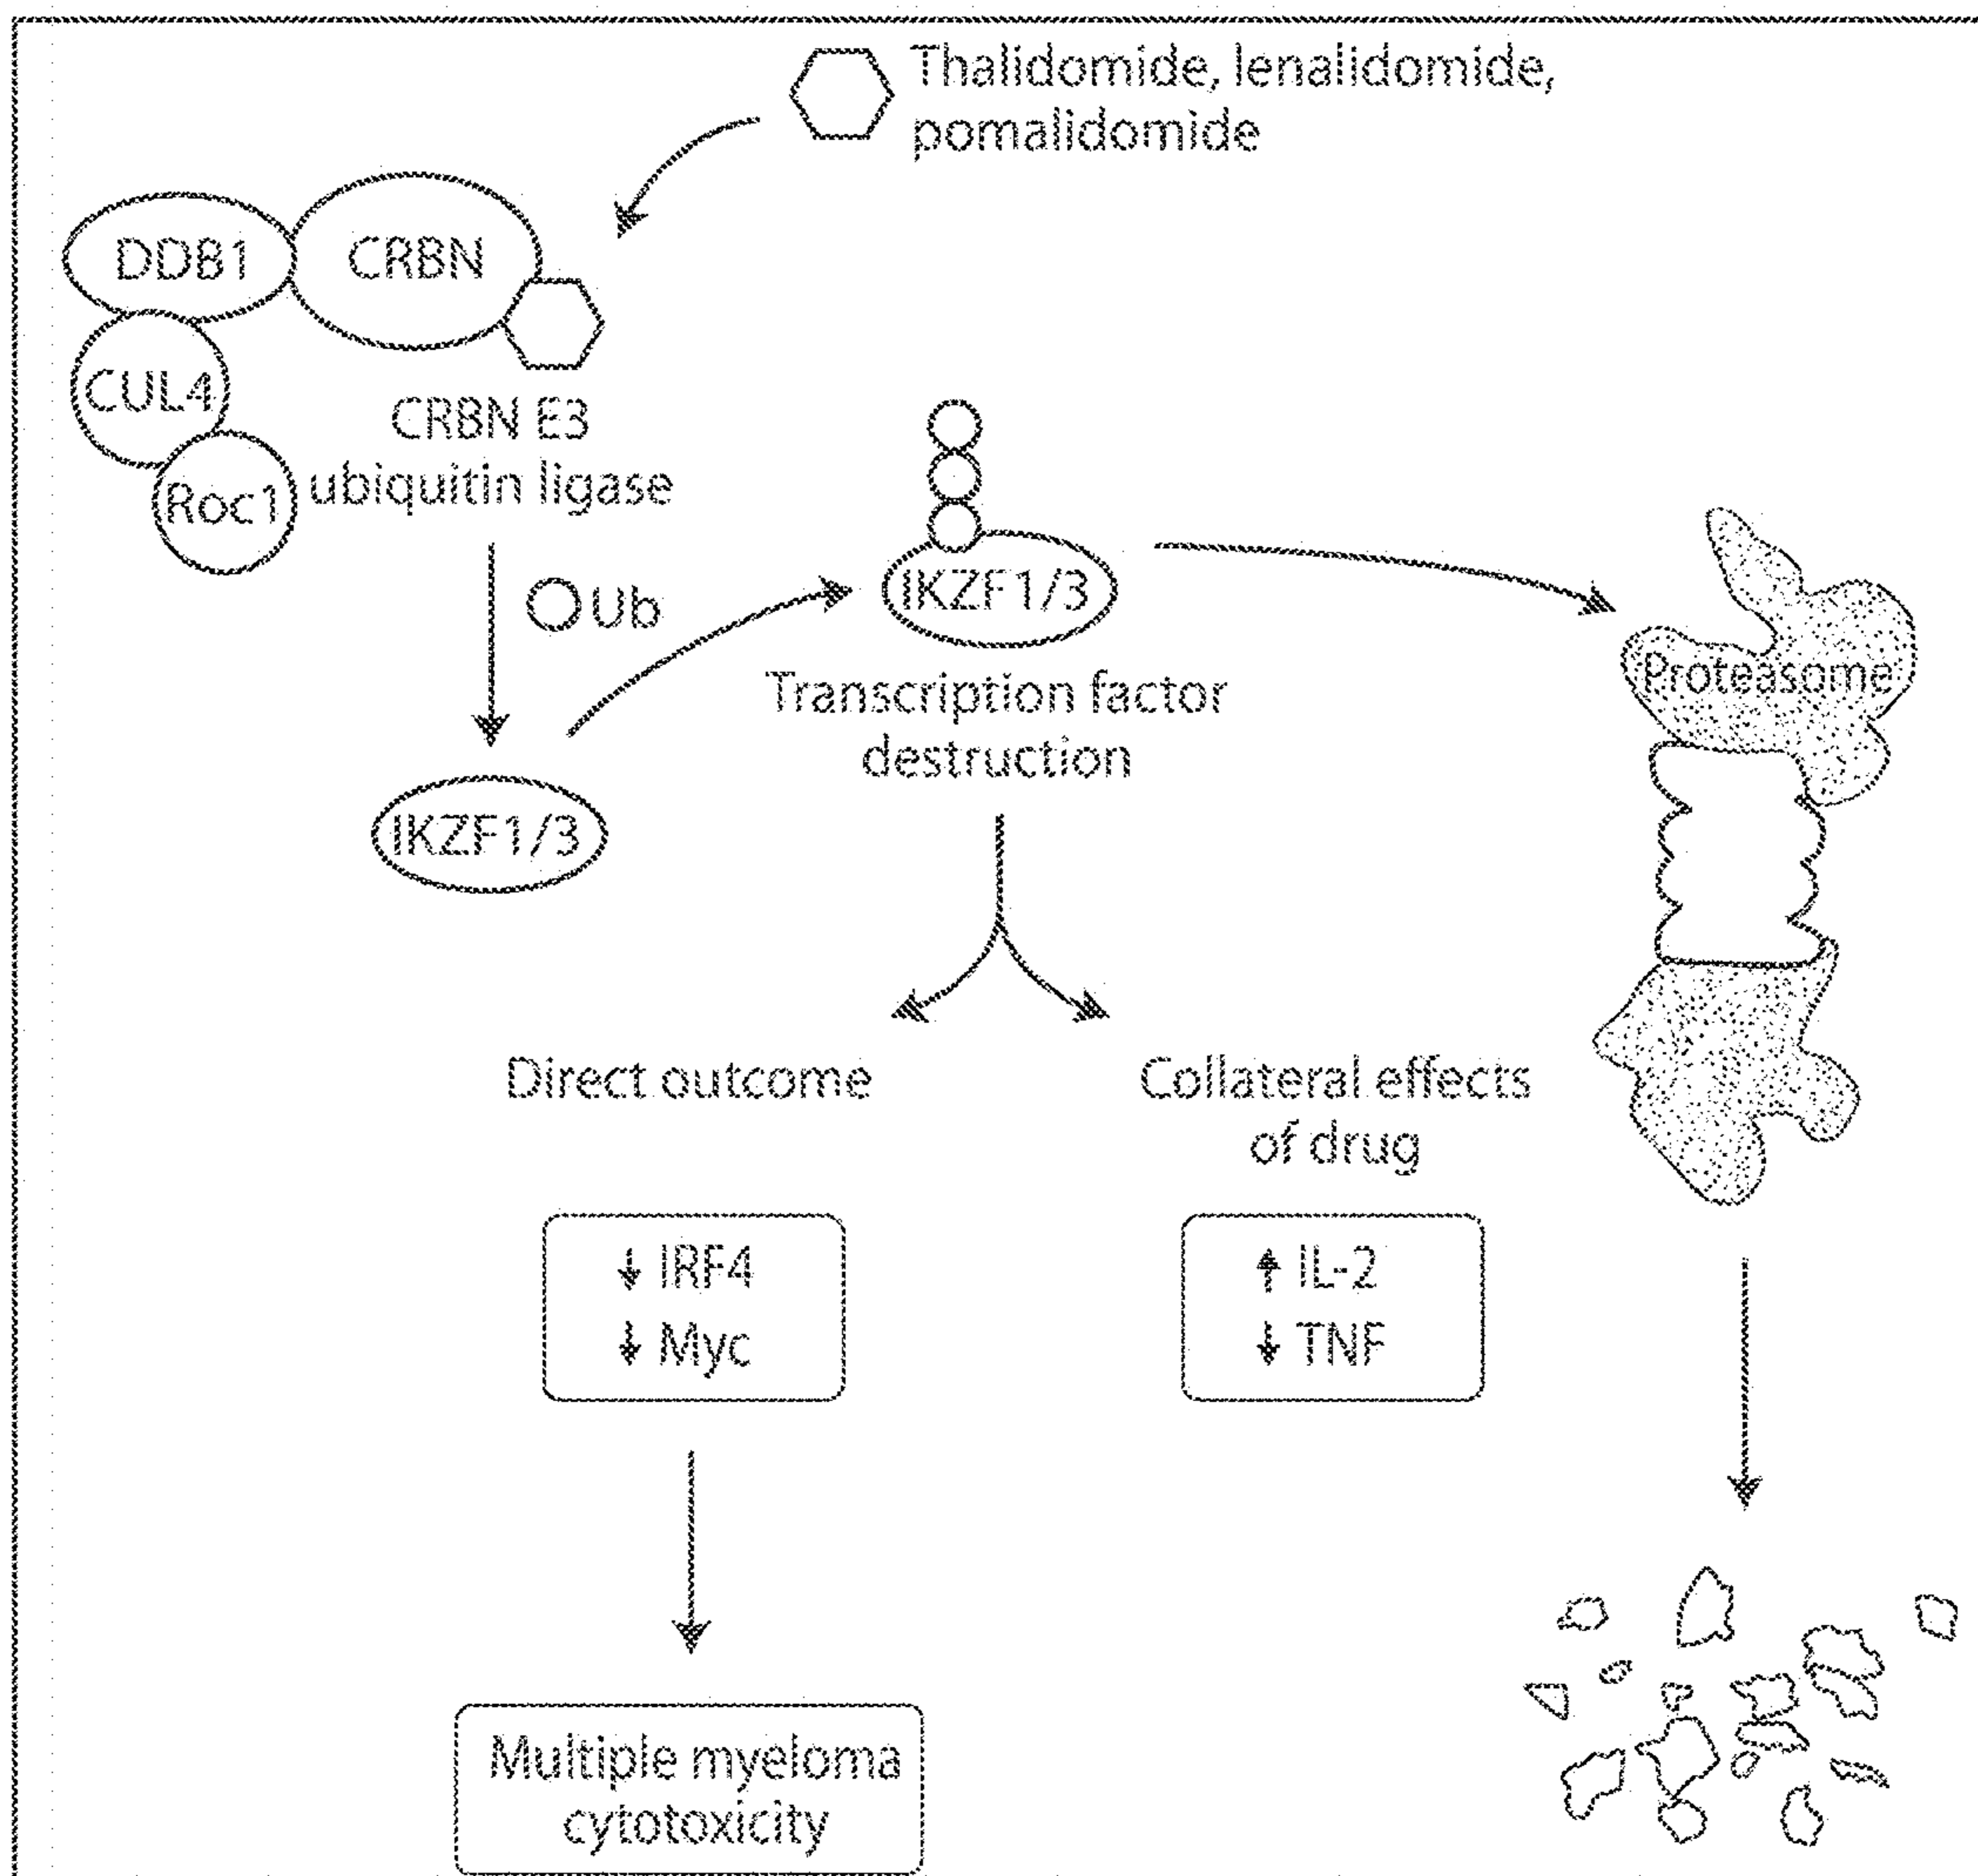 Thalidomide, lenalidomide,
pomalidomide
DDB1
CRBN
CUL4
Roc1
CRBN E3
ubiquitin ligase
Ub
IKZF1/3
IKZF1/3
Transcription factor
destruction
Proteasome
Direct outcome
Collateral effects
of drug
↓ IRF4
↓ Myc
↑ IL-2
↓ TNF
Multiple myeloma
cytotoxicity